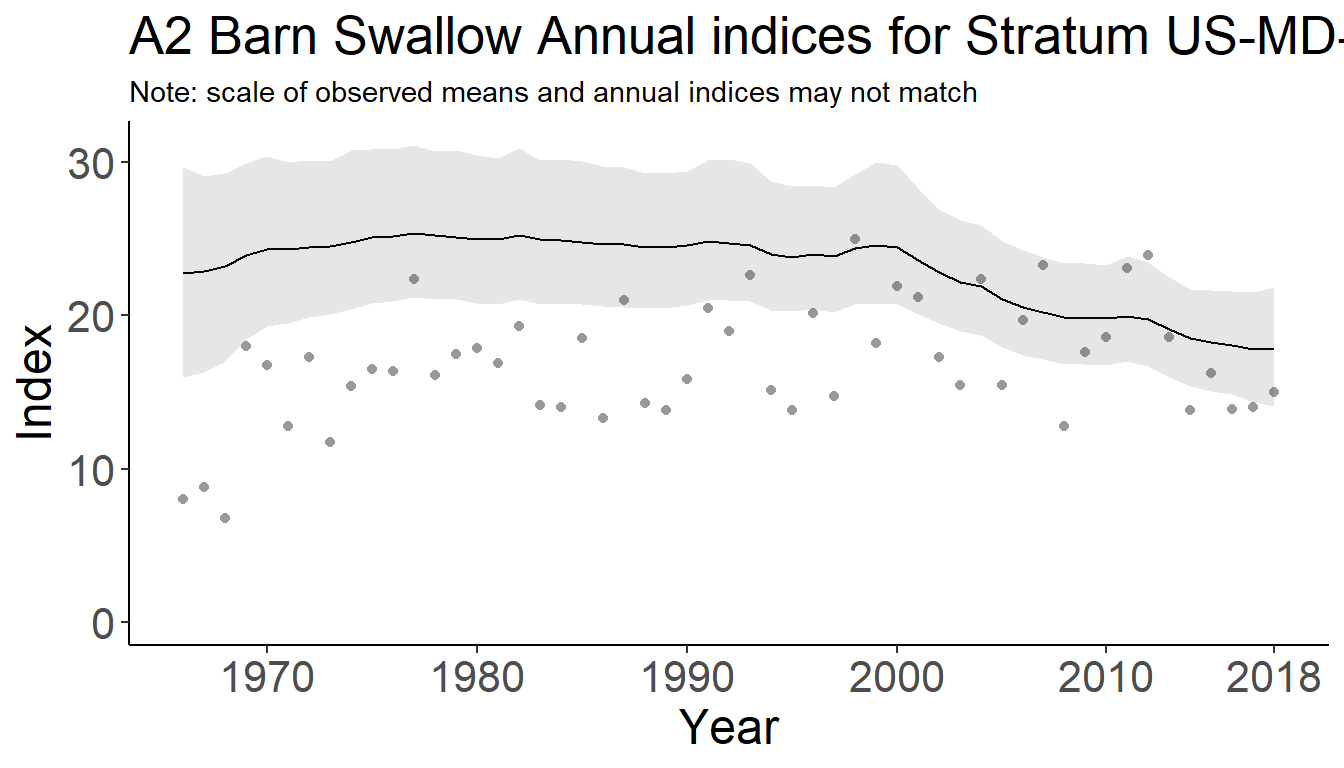 A2 Barn Swallow Annual indices for Stratum US-MD-
Note: scale of observed means and annual indices may not match
30
20
10
0
Index
1970 1980 1990 2000 2010 2018
Year